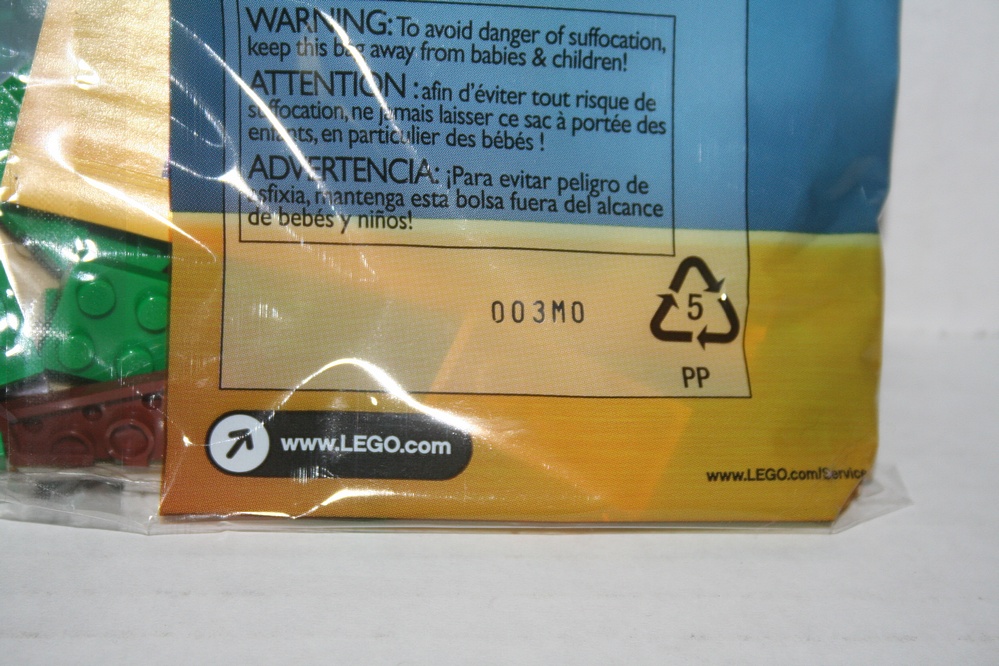 WARNING: To avoid danger of suffocation,
keep this bag away from babies & children!
ATTENTION : afin d'éviter tout risque de
suffocation, ne jamais laisser ce sac à portée des
enfants, en particulier des bébés !
ADVERTENCIA: ¡Para evitar peligro de
asfixia, mantenga esta bolsa fuera del alcance
de bebés y niños!
003M0
5
PP
www.LEGO.com
www.LEGO.com/Service